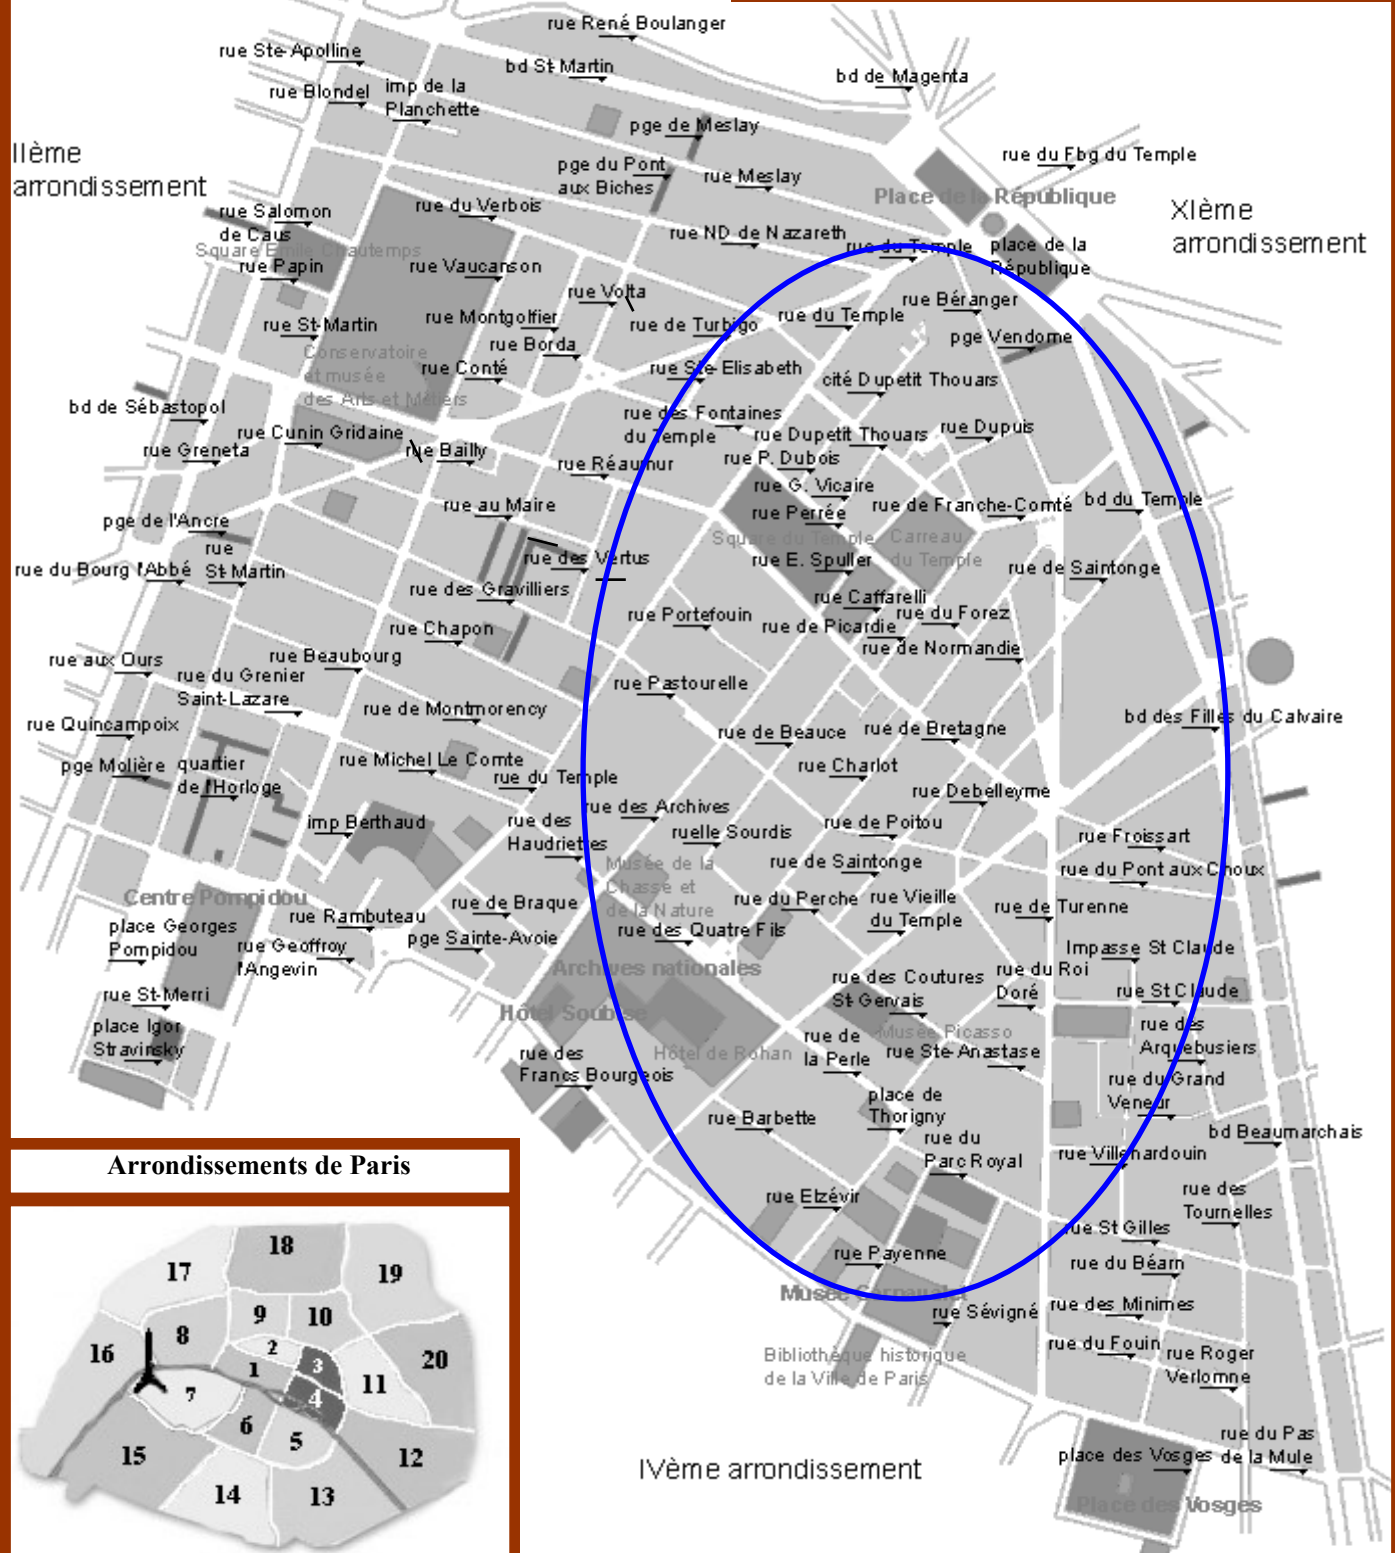 rue René Boulanger
rue Ste-Apolline
bd St-Martin
bd de Magenta
rue Blondel
imp de la
Planchette
pge de Meslay
IIème
arrondissement
rue du Fbg du Temple
pge du Pont
aux Biches
rue Meslay
Place de la République
XIème
arrondissement
rue Salomon
de Caus
rue du Verbois
rue ND de Nazareth
Square Emile Chautemps
rue du Temple
place de la
République
rue Papin
rue Vaucanson
rue Volta
rue Béranger
rue St-Martin
rue Montgolfier
rue de Turbigo
rue du Temple
pge Vendome
rue Borda
Conservatoire
et musée
des Arts et Métiers
rue Conté
rue Ste-Elisabeth
cité Dupetit Thouars
bd de Sébastopol
rue des Fontaines
du Temple
rue Cunin Gridaine
rue Dupetit Thouars
rue Dupuis
rue Greneta
rue Bailly
rue Réaumur
rue P. Dubois
rue G. Vicaire
rue au Maire
rue Perrée
rue de Franche-Comté
bd du Temple
pge de l'Ancre
Square du Temple
Carreau
du Temple
rue
St-Martin
rue du Bourg l'Abbé
rue des Vertus
rue E. Spuller
rue de Saintonge
rue des Gravilliers
rue Caffarelli
rue Portefouin
rue de Picardie
rue du Forez
rue Chapon
rue de Normandie
rue aux Ours
rue Beaubourg
rue du Grenier
Saint-Lazare
rue Pastourelle
rue de Montmorency
rue Quincampoix
bd des Filles du Calvaire
rue de Beauce
rue de Bretagne
rue Michel Le Comte
pge Molière
quartier
de l'Horloge
rue du Temple
rue Charlot
rue Debelleyme
rue des Archives
imp Berthaud
rue des
Haudriettes
ruelle Sourdis
rue de Poitou
rue Froissart
Musée de la
Chasse et
de la Nature
rue de Saintonge
rue du Pont aux Choux
Centre Pompidou
rue de Braque
rue du Perche
rue Vieille
du Temple
rue de Turenne
rue Rambuteau
place Georges
Pompidou
rue Geoffroy
l'Angevin
pge Sainte-Avoie
rue des Quatre Fils
Impasse St Claude
Archives nationales
rue des Coutures
St-Gervais
rue du Roi
Doré
rue St-Merri
rue St Claude
Hôtel Soubise
place Igor
Stravinsky
Musée Picasso
rue des
Arquebusiers
rue de
la Perle
rue Ste-Anastase
rue des
Francs Bourgeois
Hôtel de Rohan
rue du Grand
Veneur
place de
Thorigny
rue Barbette
rue du
Parc Royal
bd Beaumarchais
rue Villehardouin
rue Elzévir
rue des
Tournelles
rue St Gilles
rue Payenne
rue du Béarn
Musée Carnavalet
rue Sévigné
rue des Minimes
rue du Fouin
rue Roger
Verlomne
Bibliothèque historique
de la Ville de Paris
rue du Pas
de la Mule
place des Vosges
IVème arrondissement
Place des Vosges
Arrondissements de Paris
18
17
19
9
10
8
16
2
3
20
1
11
7
4
6
5
15
12
14
13